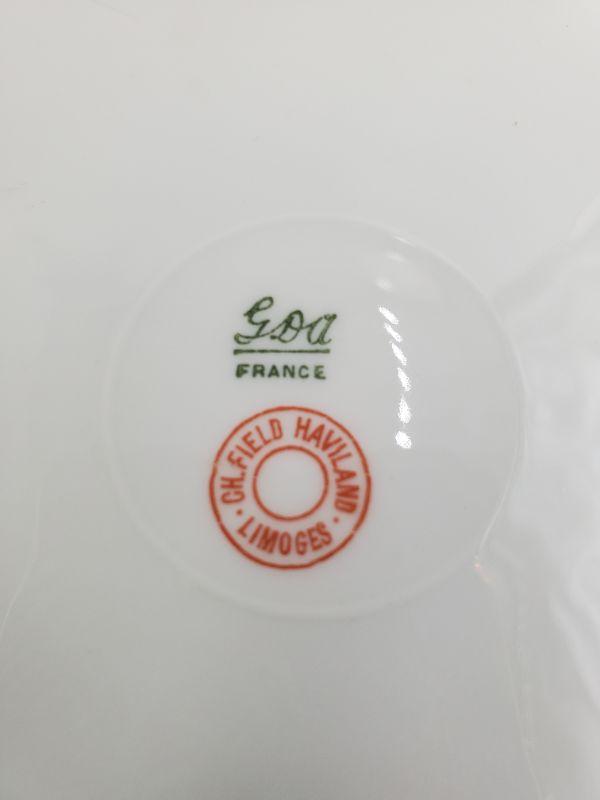 GDA
FRANCE
CH. FIELD HAVILAND
· LIMOGES ·